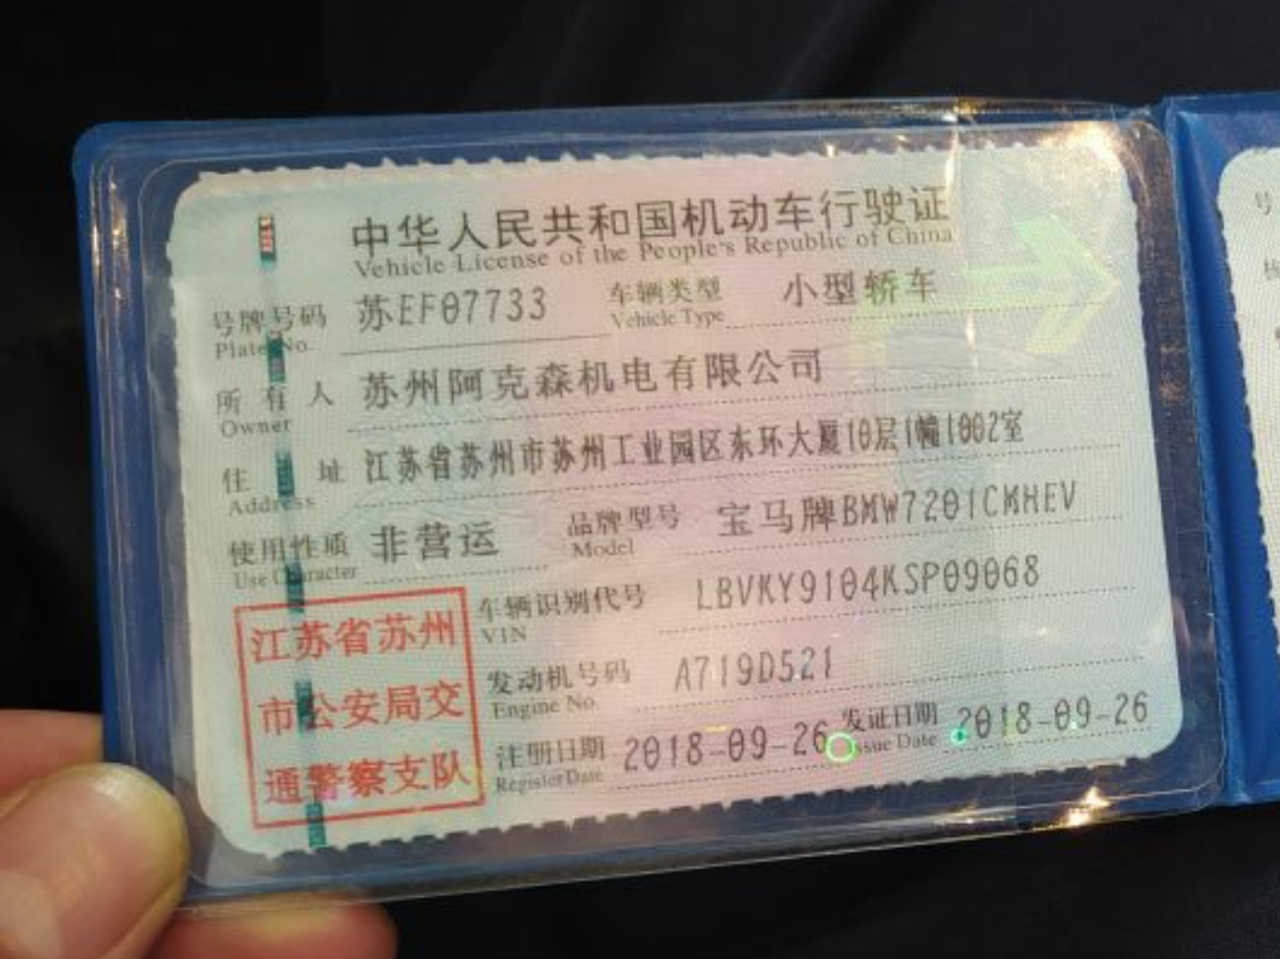 中华人民共和国机动车行驶证
Vehicle License of the People's Republic of China
号牌号码 苏EF07733 车辆类型 小型轿车
Plate No. Vehicle Type
所有人 苏州阿克森机电有限公司
Owner
住址 江苏省苏州市苏州工业园区东环大厦10层1幢1002室
Address
使用性质 非营运 品牌型号 宝马牌BMW7201CMHEV
Use Character Model
车辆识别代号 LBVKY9104KSP09068
VIN
发动机号码 A719D521
Engine No.
注册日期 2018-09-26 发证日期 2018-09-26
Register Date Issue Date
江苏省苏州
市公安局交
通警察支队
号